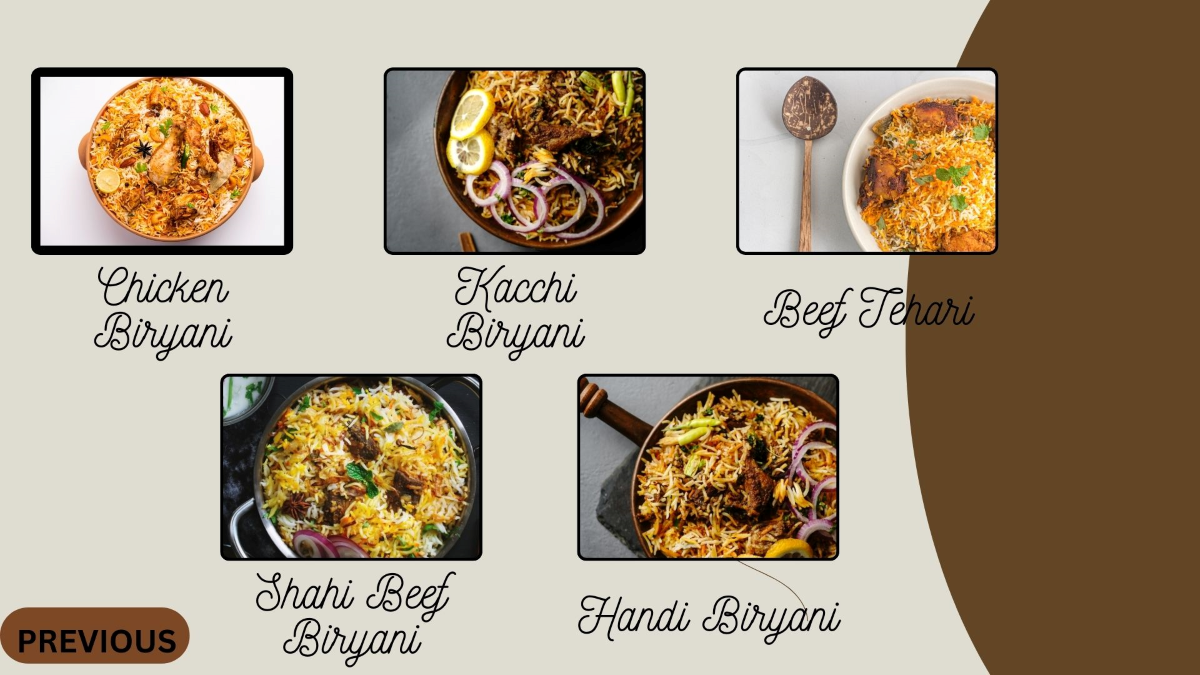 Chicken
Biryani
Kacchi
Biryani
Beef Tehari
Shahi Beef
Biryani
Handi Biryani
PREVIOUS